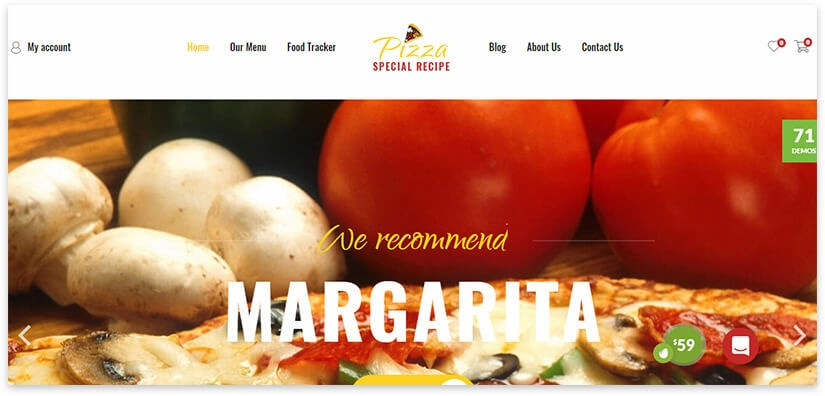 My account
Home
Our Menu
Food Tracker
Pizza
SPECIAL RECIPE
Blog
About Us
Contact Us
0
0
71
DEMOS
We recommend
MARGARITA
$59